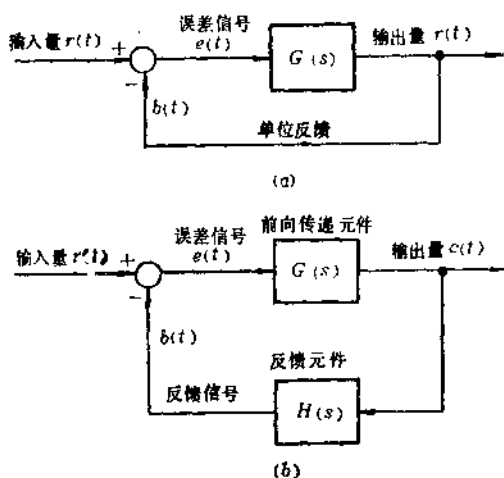 误差信号
输入量 r(t)
+
e(t)
G(s)
输出量 r(t)
−
b(t)
单位反馈
(a)
误差信号
前向传递元件
输入量
+
e(t)
G(s)
输出量 c(t)
−
b(t)
反馈元件
反馈信号
H(s)
(b)